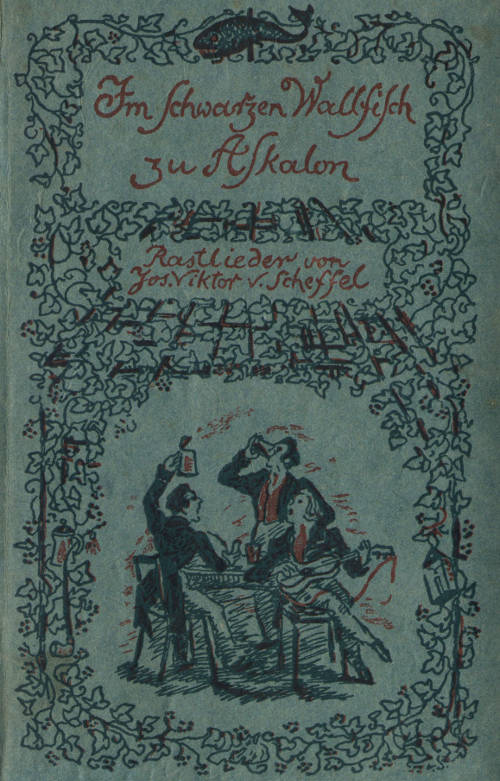 Im schwarzen Wallfisch
zu Askalon
Rastlieder von
Jos. Viktor v. Scheffel